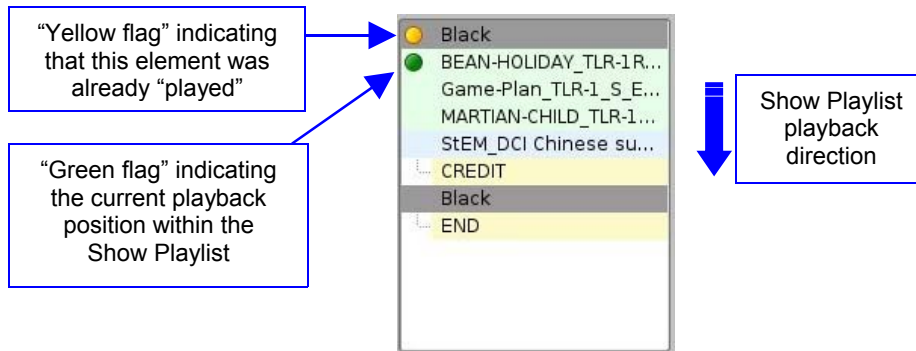 “Yellow flag” indicating
that this element was
already “played”
“Green flag” indicating
the current playback
position within the
Show Playlist
Black
BEAN-HOLIDAY_TLR-1R...
Game-Plan_TLR-1_S_E...
MARTIAN-CHILD_TLR-1...
StEM_DCI Chinese su...
CREDIT
Black
END
Show Playlist
playback
direction